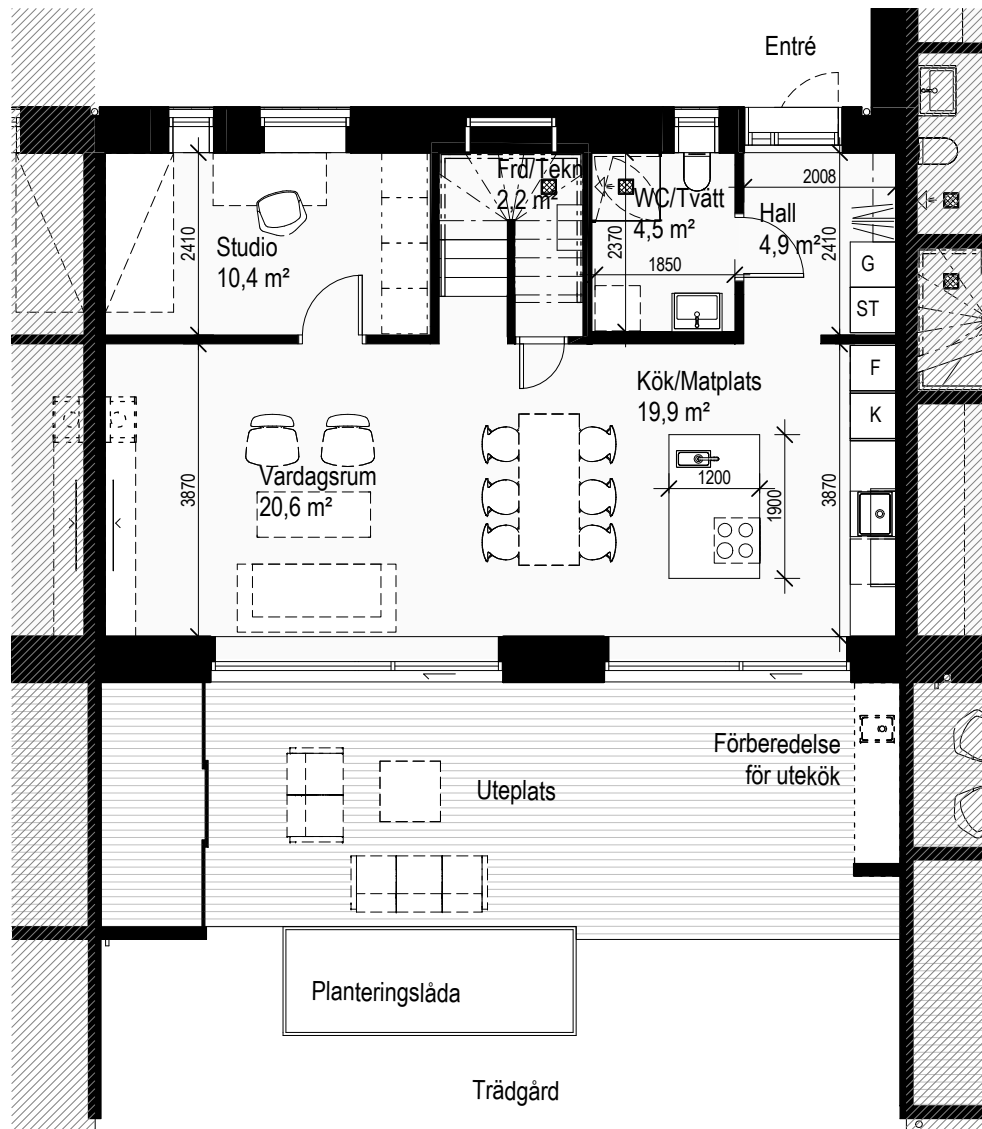 Entré
Frd/Tekn
2,2 m²
WC/Tvätt
4,5 m²
2008
Hall
4,9 m²
Studio
10,4 m²
2410
2370
1850
2410
G
ST
Kök/Matplats
19,9 m²
F
K
Vardagsrum
20,6 m²
3870
1200
1900
3870
Förberedelse
för utekök
Uteplats
Planteringslåda
Trädgård